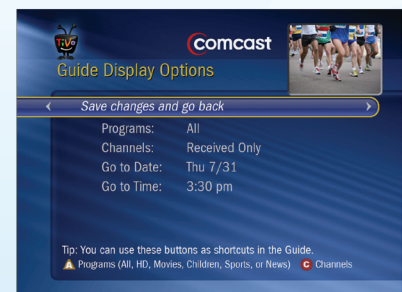 TiVo
comcast
Guide Display Options
Save changes and go back
Programs: All
Channels: Received Only
Go to Date: Thu 7/31
Go to Time: 3:30 pm
Tip: You can use these buttons as shortcuts in the Guide.
A Programs (All, HD, Movies, Children, Sports, or News) C Channels